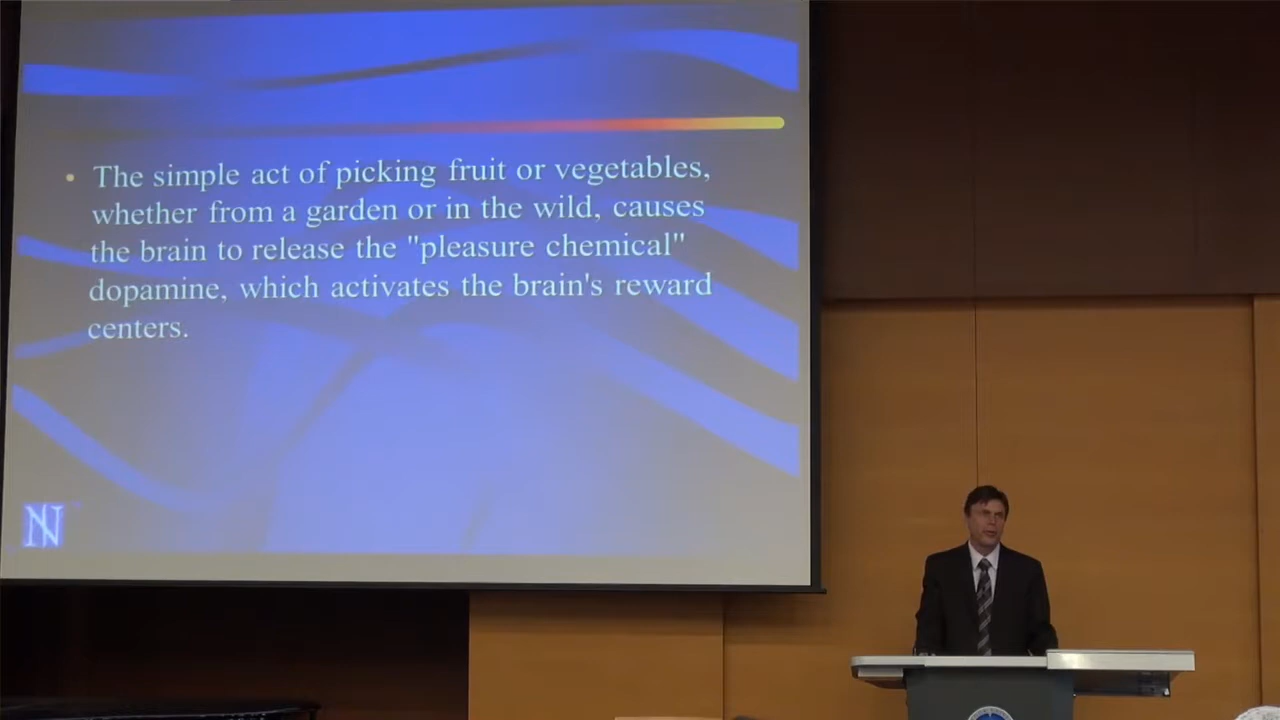 • The simple act of picking fruit or vegetables,
whether from a garden or in the wild, causes
the brain to release the "pleasure chemical"
dopamine, which activates the brain's reward
centers.
N